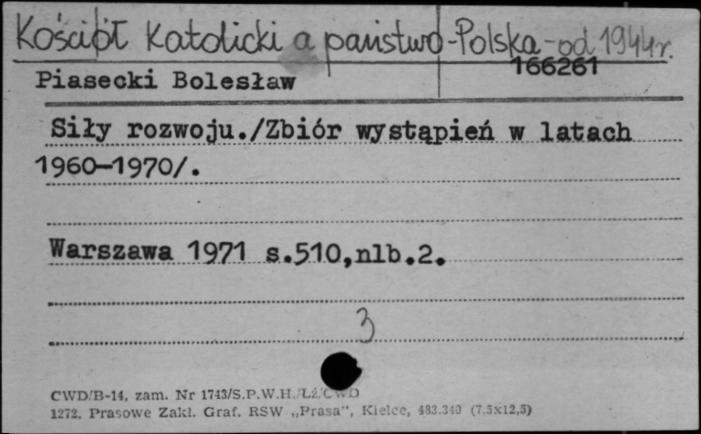 Kościół Katolicki a państwo-Polska-od 1944r.
166261
Piasecki Bolesław
Siły rozwoju./Zbiór wystąpień w latach
1960-1970/.
Warszawa 1971 s.510,nlb.2.
3
CWD/B-14, zam. Nr 1743/S.P.W.H./Łż/CWD
1272. Prasowe Zakł. Graf. RSW „Prasa", Kielce, 483.340 (7,5x12,5)